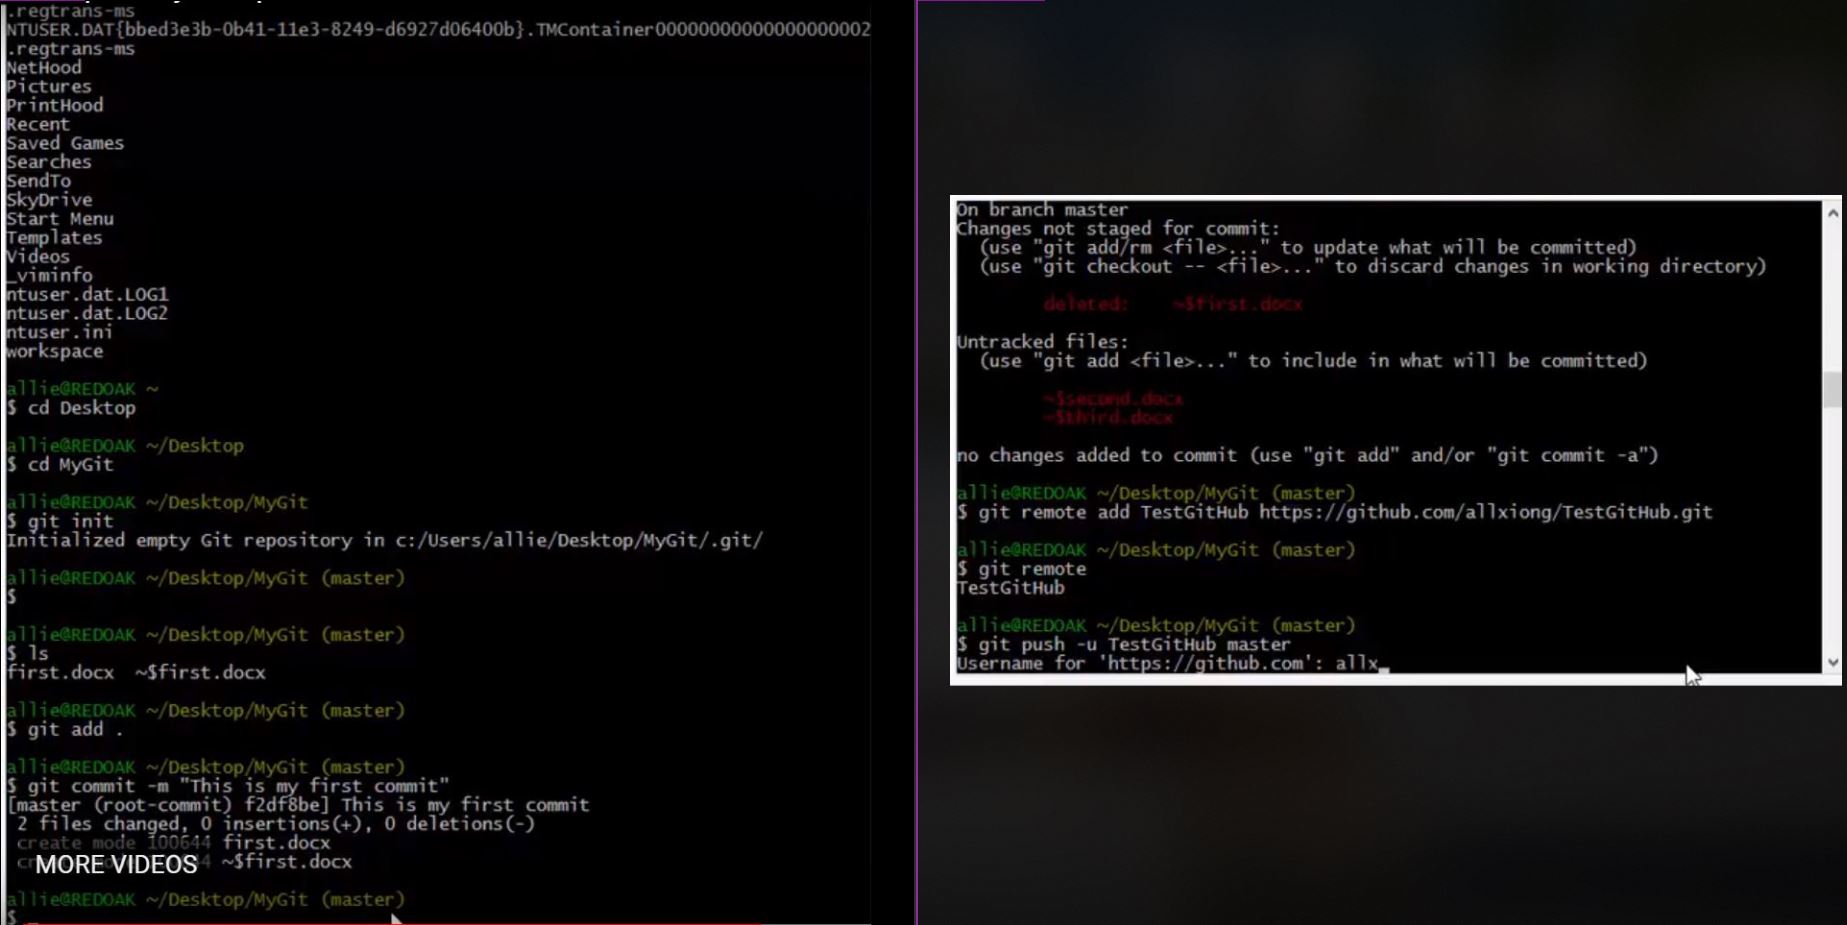 .regtrans-ms
NTUSER.DAT{bbed3e3b-0b41-11e3-8249-d6927d06400b}.TMContainer00000000000000000002
.regtrans-ms
NetHood
Pictures
PrintHood
Recent
Saved Games
Searches
SendTo
SkyDrive
Start Menu
Templates
Videos
_viminfo
ntuser.dat.LOG1
ntuser.dat.LOG2
ntuser.ini
workspace
allie@REDOAK ~
$ cd Desktop
allie@REDOAK ~/Desktop
$ cd MyGit
allie@REDOAK ~/Desktop/MyGit
$ git init
Initialized empty Git repository in c:/Users/allie/Desktop/MyGit/.git/
allie@REDOAK ~/Desktop/MyGit (master)
$
allie@REDOAK ~/Desktop/MyGit (master)
$ ls
first.docx  ~$first.docx
allie@REDOAK ~/Desktop/MyGit (master)
$ git add .
allie@REDOAK ~/Desktop/MyGit (master)
$ git commit -m "This is my first commit"
[master (root-commit) f2df8be] This is my first commit
2 files changed, 0 insertions(+), 0 deletions(-)
create mode 100644 first.docx
~$first.docx
MORE VIDEOS
allie@REDOAK ~/Desktop/MyGit (master)
$
On branch master
Changes not staged for commit:
(use "git add/rm <file>..." to update what will be committed)
(use "git checkout -- <file>..." to discard changes in working directory)
deleted:    ~$first.docx
Untracked files:
(use "git add <file>..." to include in what will be committed)
~$second.docx
~$third.docx
no changes added to commit (use "git add" and/or "git commit -a")
allie@REDOAK ~/Desktop/MyGit (master)
$ git remote add TestGitHub https://github.com/allxiong/TestGitHub.git
allie@REDOAK ~/Desktop/MyGit (master)
$ git remote
TestGitHub
allie@REDOAK ~/Desktop/MyGit (master)
$ git push -u TestGitHub master
Username for 'https://github.com': allx_